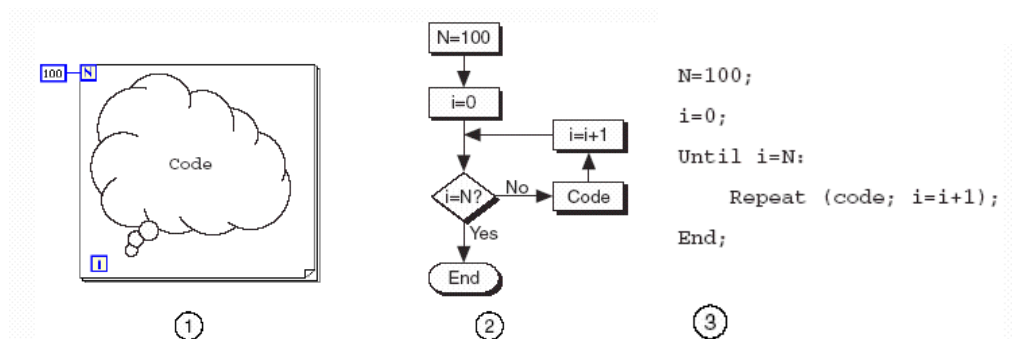 100
N
Code
i
1
N=100
i=0
i=i+1
i=N?
No
Code
Yes
End
2
N=100;
i=0;
Until i=N:
Repeat (code; i=i+1);
End;
3